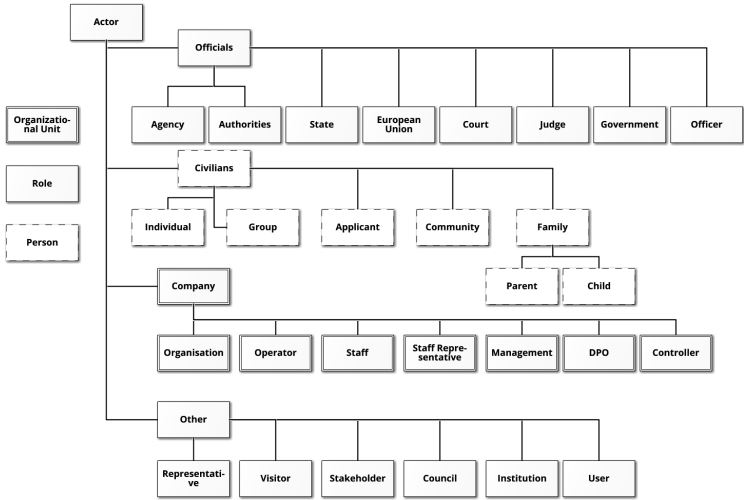 Actor
Officials
Organizatio-
nal Unit
Agency
Authorities
State
European
Union
Court
Judge
Government
Officer
Role
Civilians
Person
Individual
Group
Applicant
Community
Family
Company
Parent
Child
Organisation
Operator
Staff
Staff Repre-
sentative
Management
DPO
Controller
Other
Representati-
ve
Visitor
Stakeholder
Council
Institution
User